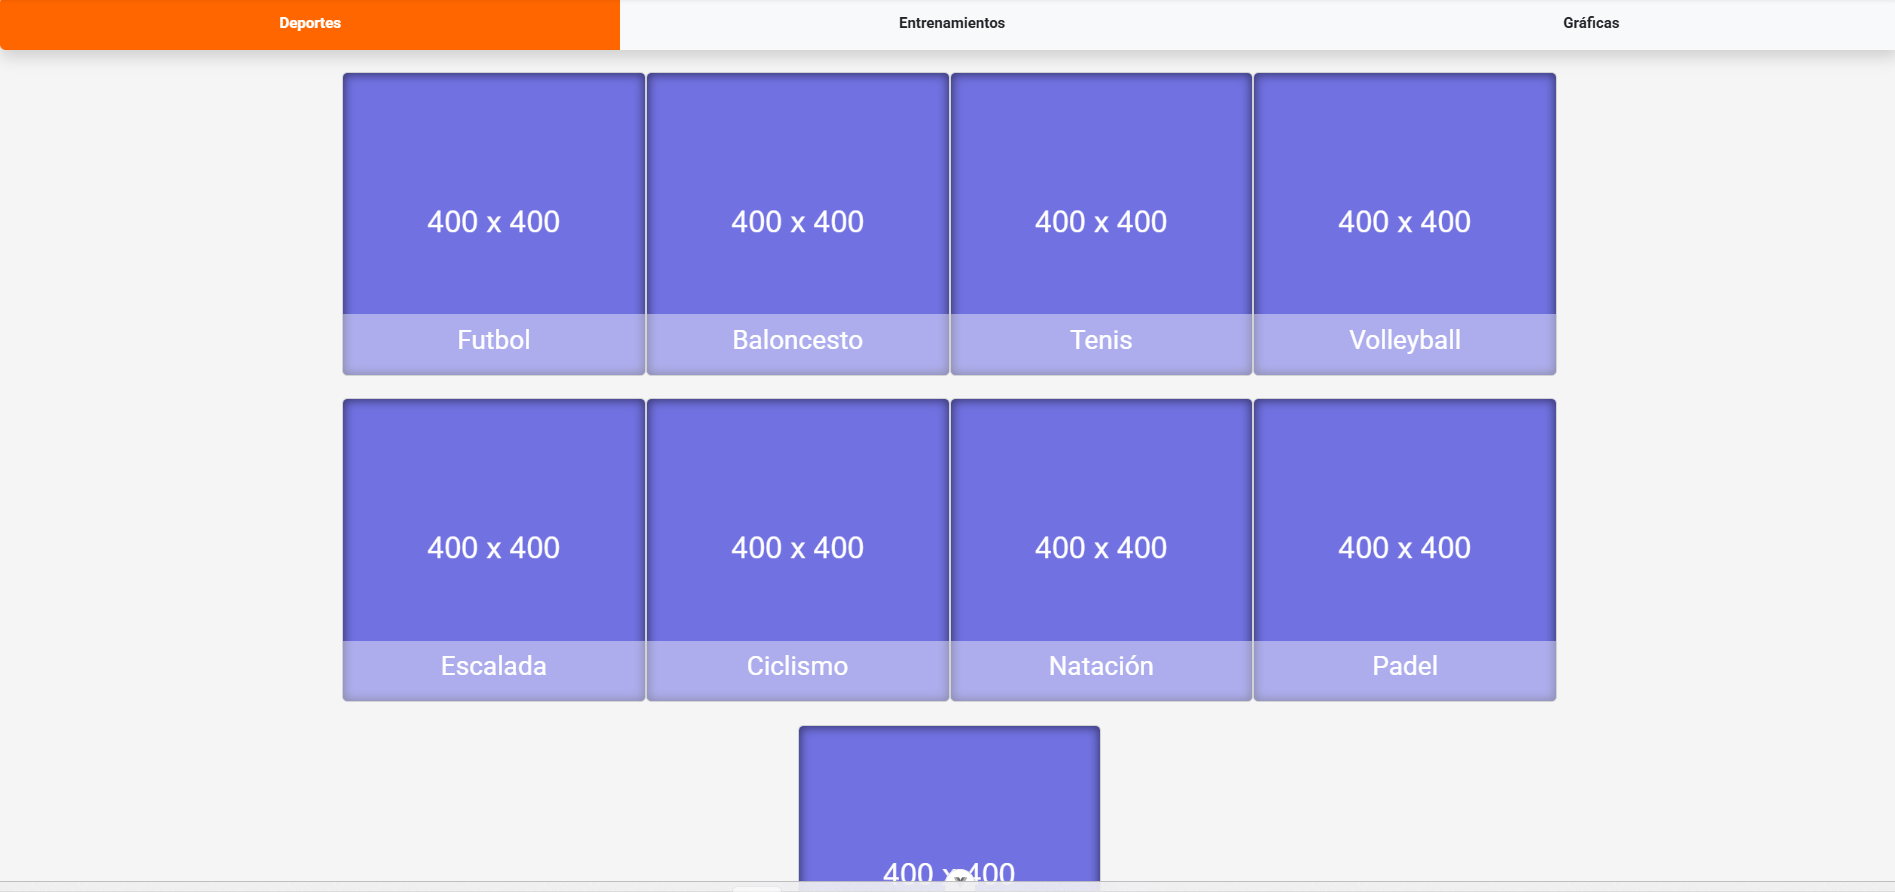 Deportes Entrenamientos Gráficas
400 x 400 400 x 400 400 x 400 400 x 400
Futbol Baloncesto Tenis Volleyball
400 x 400 400 x 400 400 x 400 400 x 400
Escalada Ciclismo Natación Padel
400 x 400